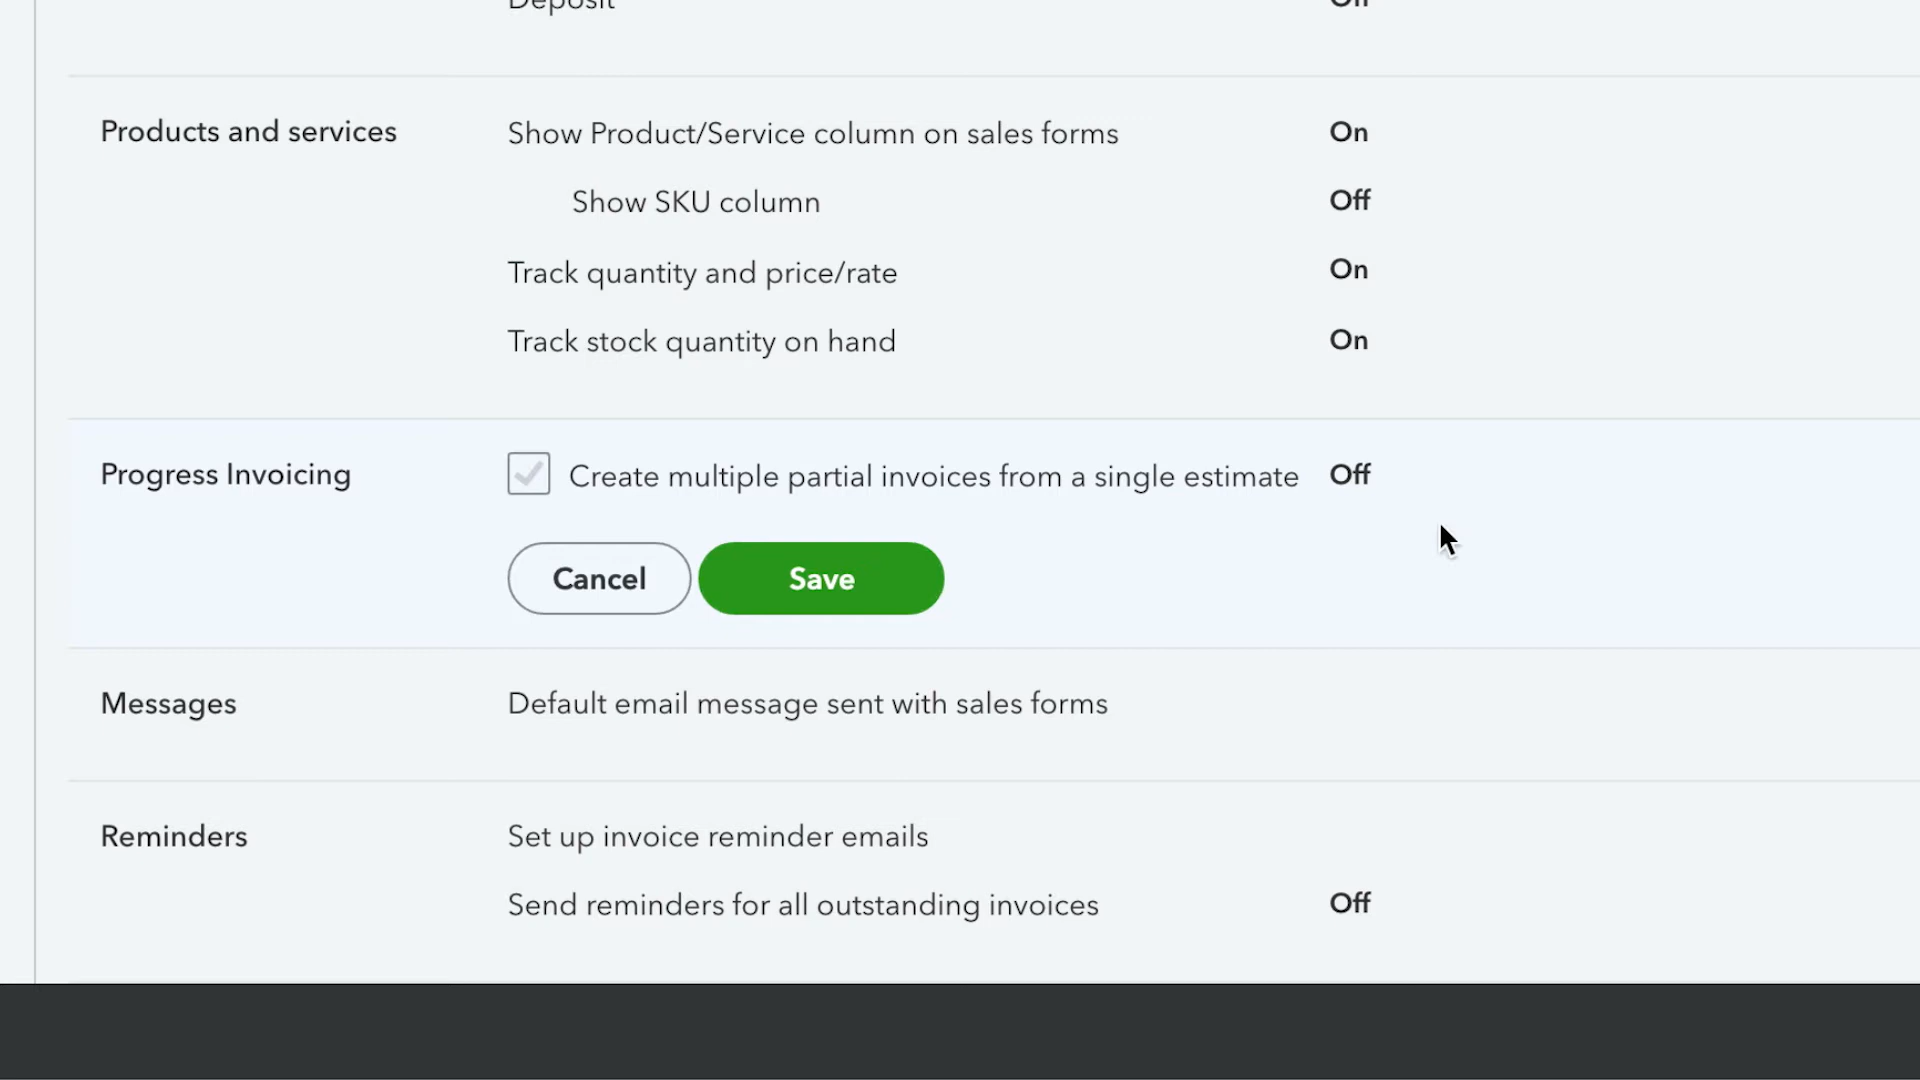 Deposit Off
Products and services Show Product/Service column on sales forms On
Show SKU column Off
Track quantity and price/rate On
Track stock quantity on hand On
Progress Invoicing Create multiple partial invoices from a single estimate Off
Cancel Save
Messages Default email message sent with sales forms
Reminders Set up invoice reminder emails
Send reminders for all outstanding invoices Off